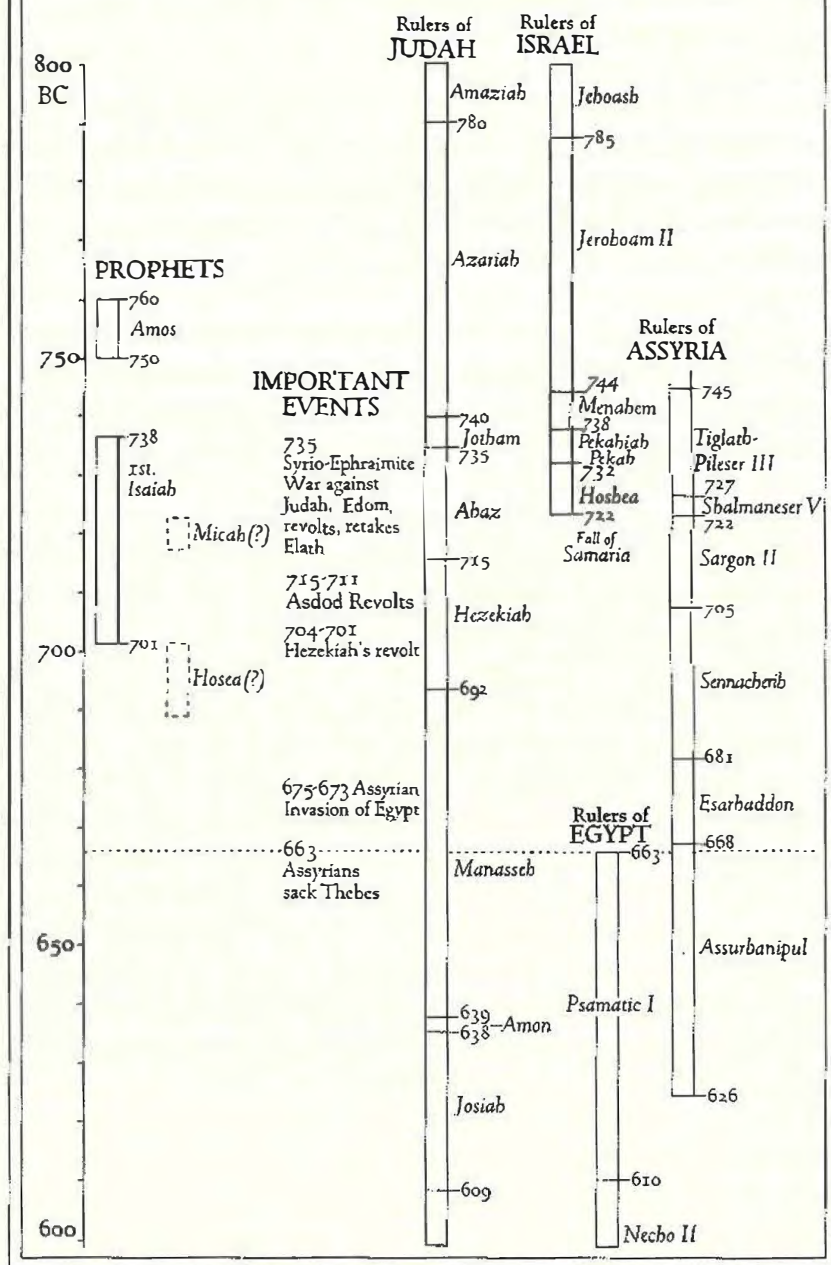 Rulers of
JUDAH
Rulers of
ISRAEL
800
BC
Amaziah
780
Jehoash
785
Azariah
Jeroboam II
PROPHETS
760
Amos
750
750
Rulers of
ASSYRIA
IMPORTANT
EVENTS
744
745
Menahem
738
1st.
Isaiah
740
Jotham
735
738
Pekahiah
Pekah
732
Tiglath-
Pileser III
735
Syrio-Ephraimite
War against
Judah, Edom,
revolts, retakes
Elath
Ahaz
Hoshea
722
727
Shalmaneser V
722
Micah(?)
Fall of
Samaria
715
Sargon II
715-711
Asdod Revolts
Hezekiah
705
704-701
Hezekiah's revolt
701
700
Hosea(?)
692
Sennacherib
681
675-673 Assyrian
Invasion of Egypt
Esarhaddon
Rulers of
EGYPT
668
663
663
Assyrians
sack Thebes
Manasseh
650
Assurbanipul
Psamatic I
639
638-Amon
626
Josiah
610
609
600
Necho II